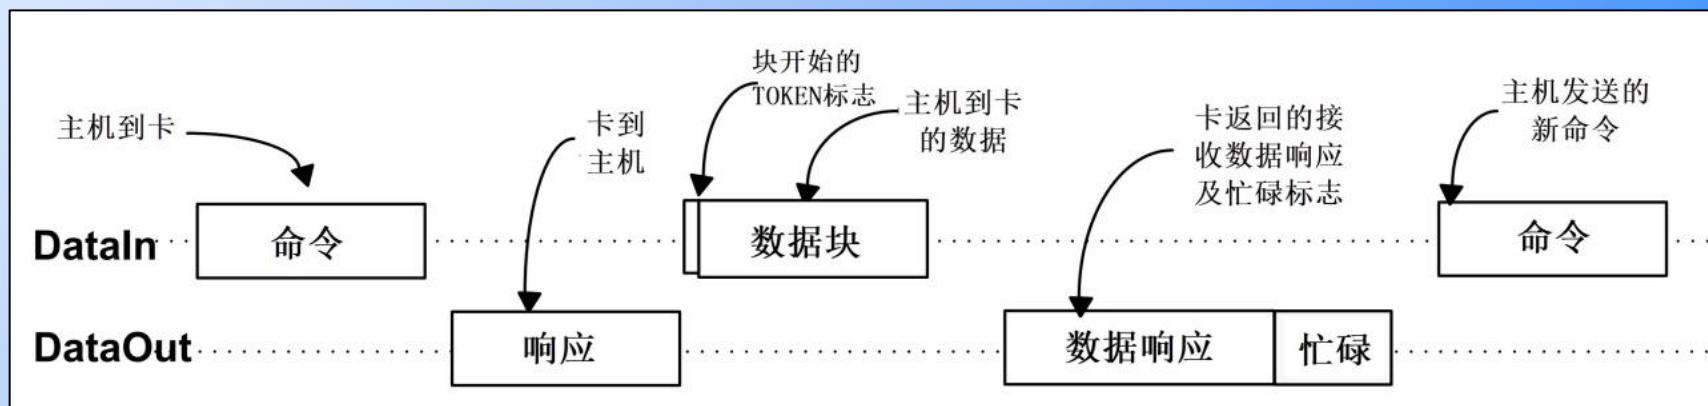 主机到卡
卡到
主机
块开始的
TOKEN标志
主机到卡
的数据
卡返回的接
收数据响应
及忙碌标志
主机发送的
新命令
DataIn
命令
数据块
命令
DataOut
响应
数据响应
忙碌